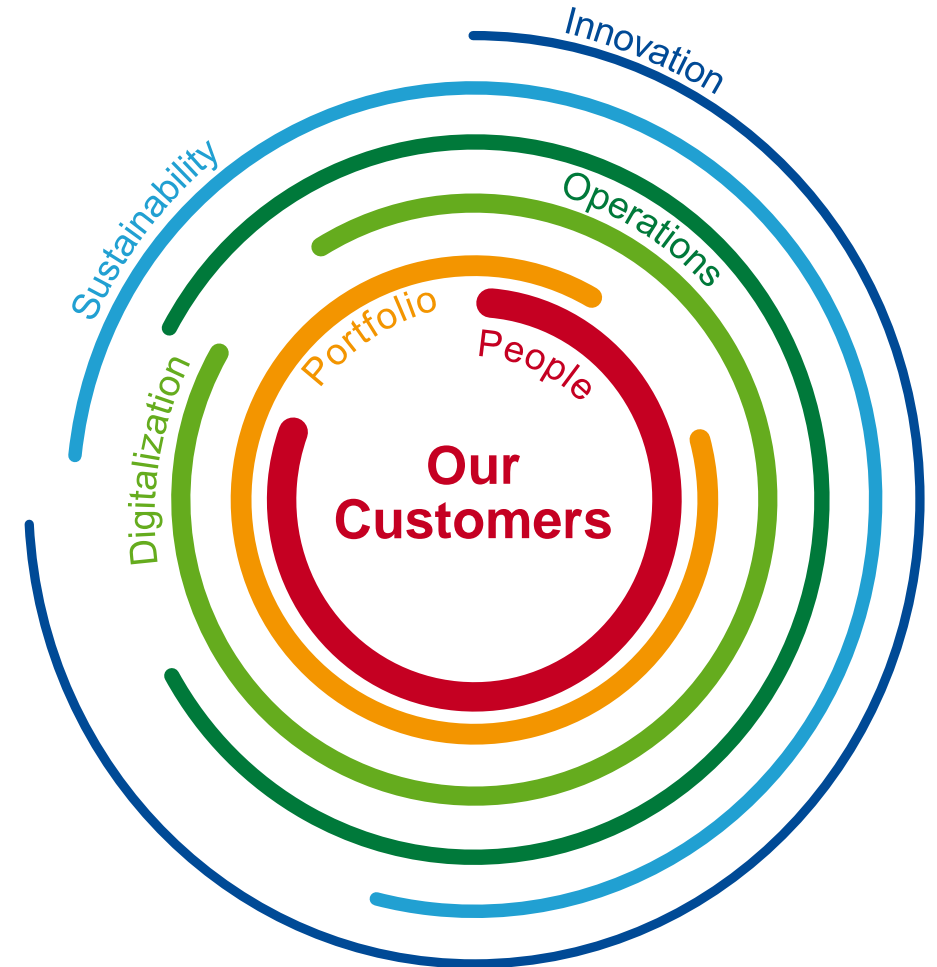 Innovation
Sustainability
Operations
Portfolio
People
Digitalization
Our
Customers